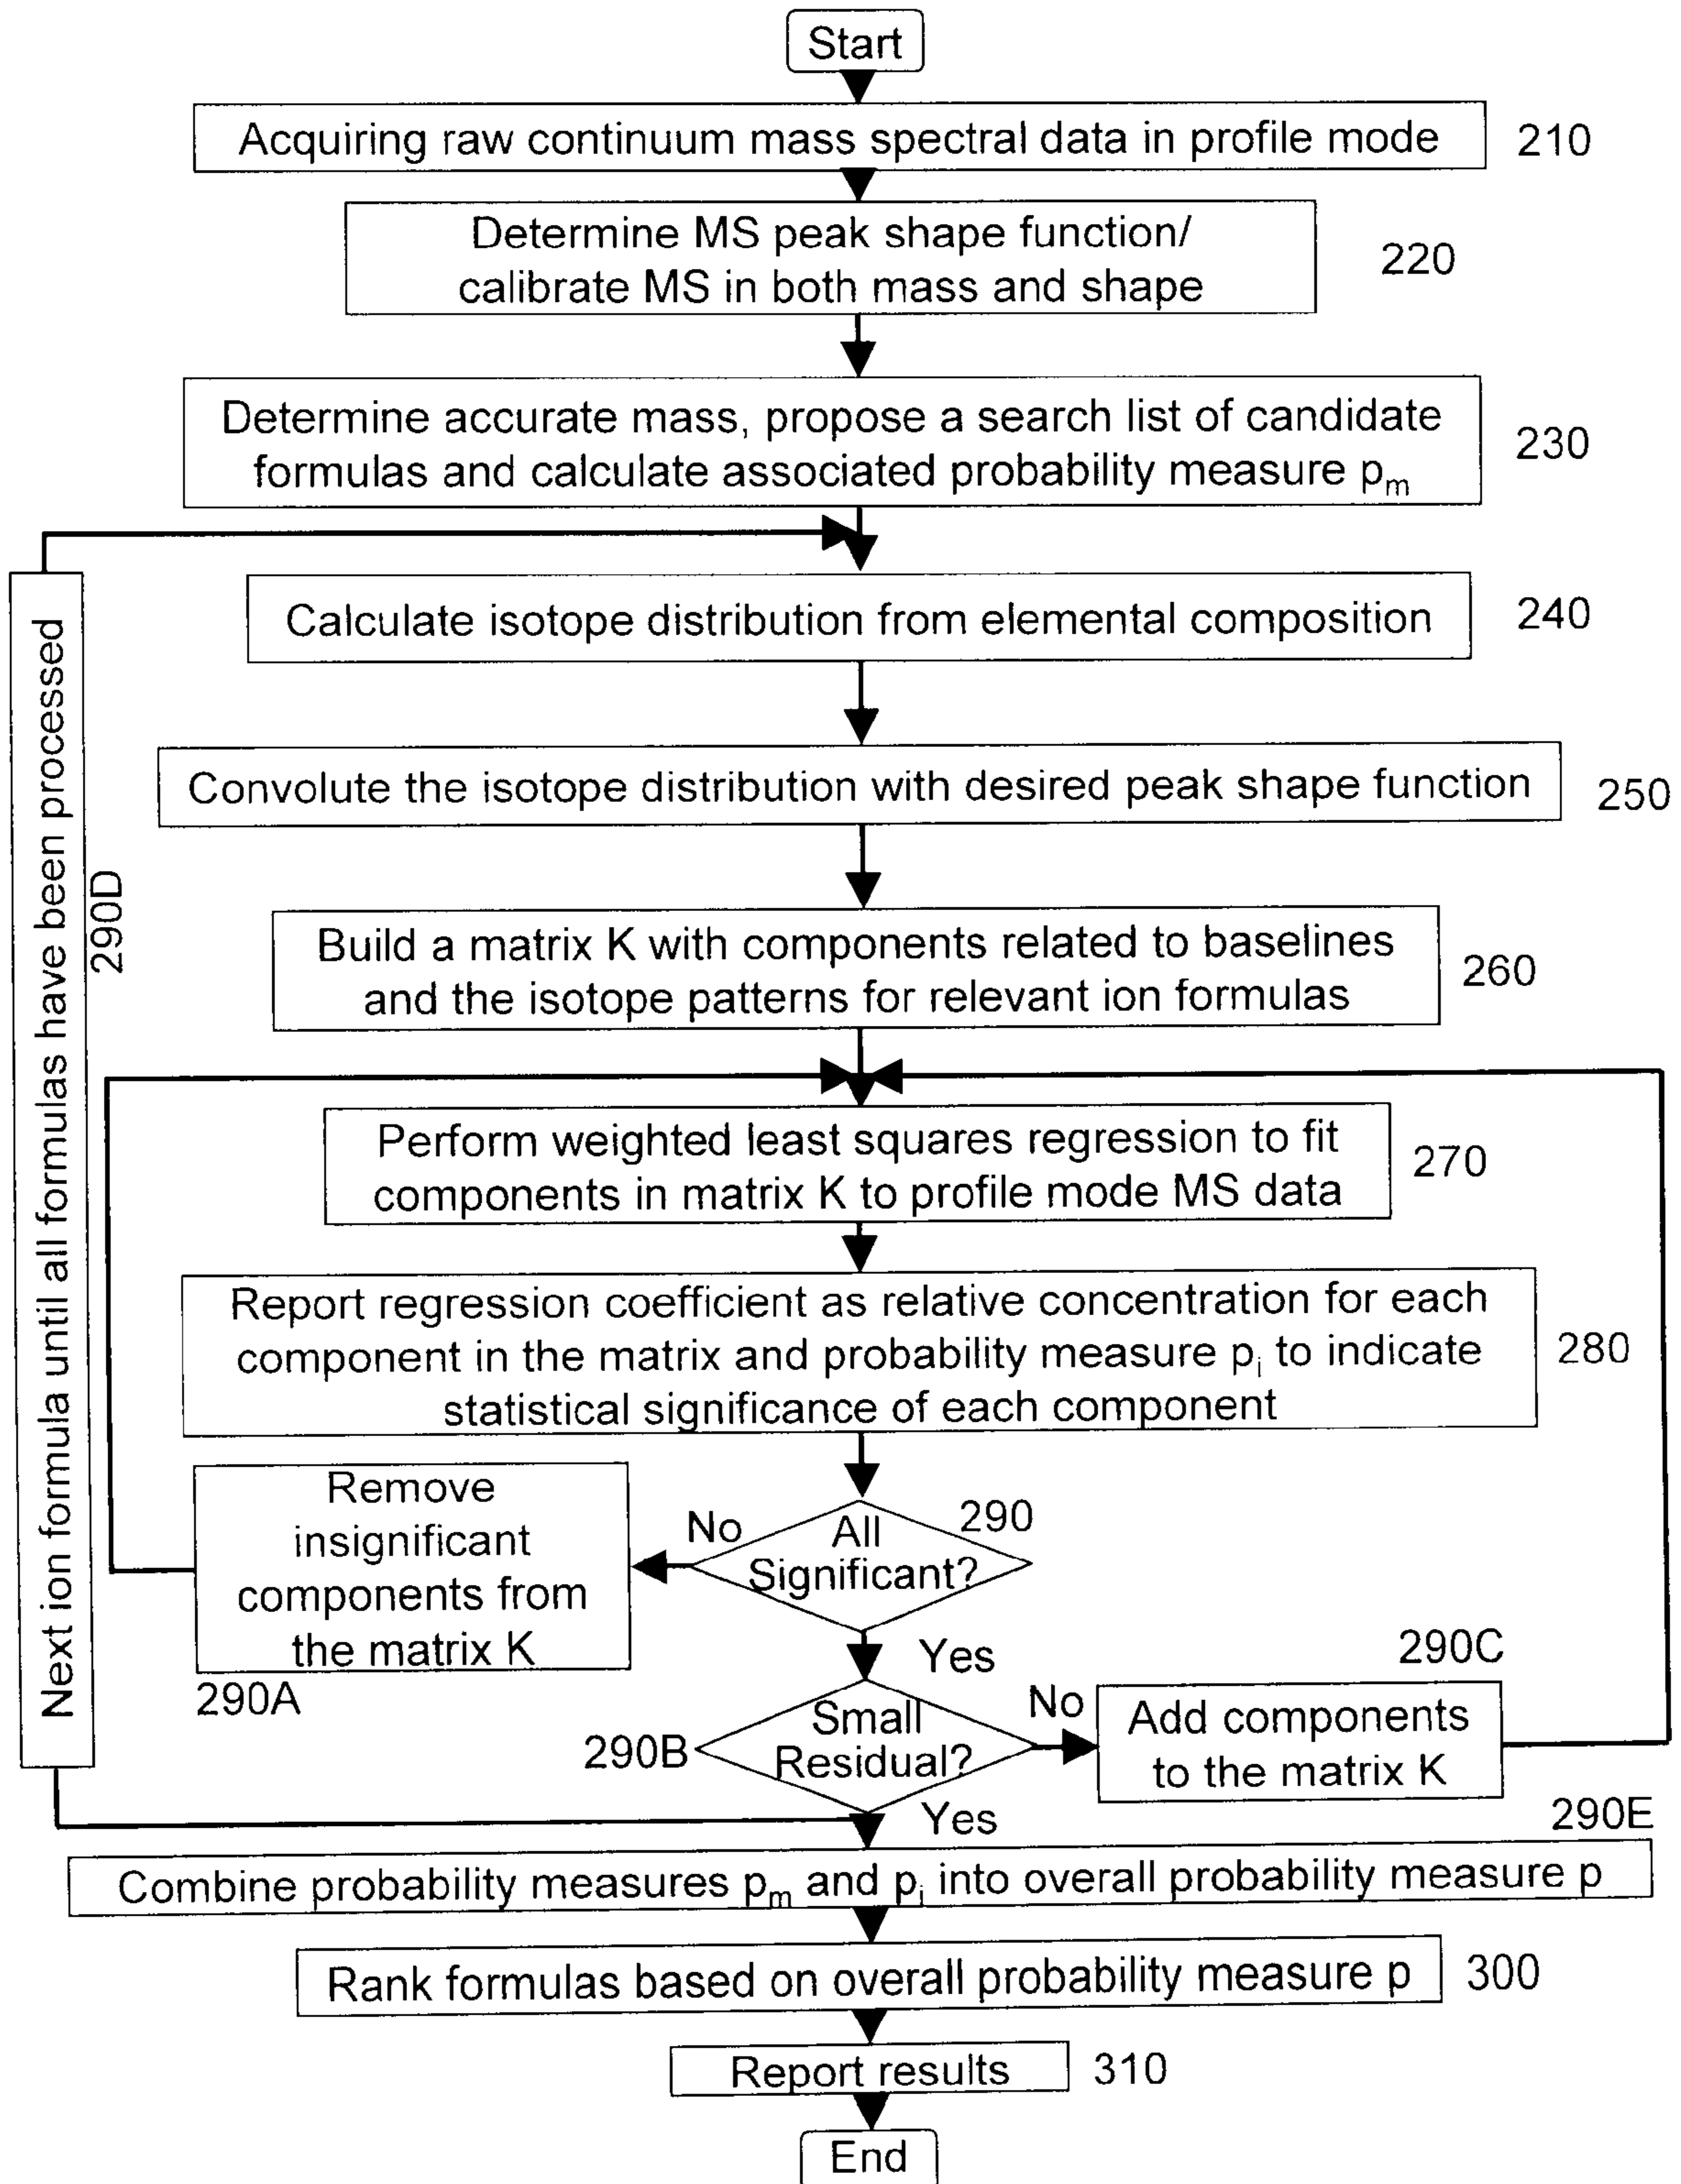 Start
Acquiring raw continuum mass spectral data in profile mode
210
Determine MS peak shape function/
calibrate MS in both mass and shape
220
Determine accurate mass, propose a search list of candidate
formulas and calculate associated probability measure pm
230
Calculate isotope distribution from elemental composition
240
Convolute the isotope distribution with desired peak shape function
250
Build a matrix K with components related to baselines
and the isotope patterns for relevant ion formulas
260
Next ion formula until all formulas have been processed
290D
Perform weighted least squares regression to fit
components in matrix K to profile mode MS data
270
Report regression coefficient as relative concentration for each
component in the matrix and probability measure pi to indicate
statistical significance of each component
280
Remove
insignificant
components from
the matrix K
290A
No
All
Significant?
290
Yes
Small
Residual?
290B
No
290C
Add components
to the matrix K
Yes
290E
Combine probability measures pm and pi into overall probability measure p
Rank formulas based on overall probability measure p
300
Report results
310
End